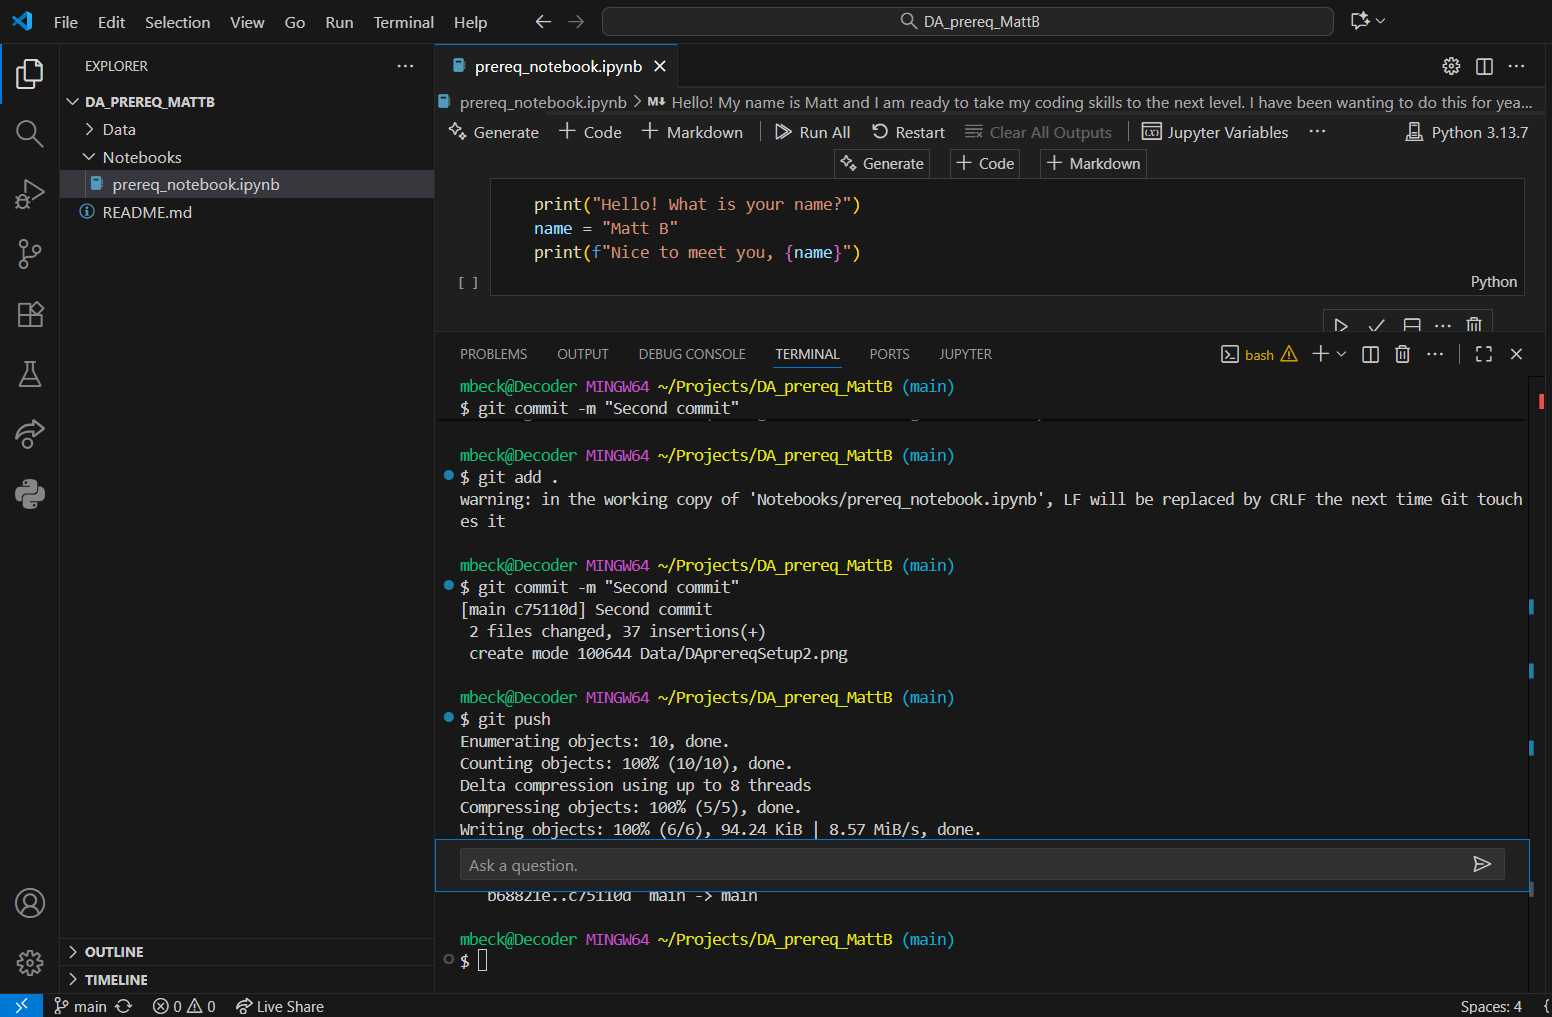 File Edit Selection View Go Run Terminal Help
DA_prereq_MattB
EXPLORER
DA_PREREQ_MATTB
Data
Notebooks
prereq_notebook.ipynb
README.md
OUTLINE
TIMELINE
prereq_notebook.ipynb
prereq_notebook.ipynb > M↓ Hello! My name is Matt and I am ready to take my coding skills to the next level. I have been wanting to do this for yea...
Generate + Code + Markdown Run All Restart Clear All Outputs Jupyter Variables ... Python 3.13.7
Generate + Code + Markdown
print("Hello! What is your name?")
name = "Matt B"
print(f"Nice to meet you, {name}")
[ ]
Python
PROBLEMS OUTPUT DEBUG CONSOLE TERMINAL PORTS JUPYTER
bash
mbeck@Decoder MINGW64 ~/Projects/DA_prereq_MattB (main)
$ git commit -m "Second commit"
mbeck@Decoder MINGW64 ~/Projects/DA_prereq_MattB (main)
$ git add .
warning: in the working copy of 'Notebooks/prereq_notebook.ipynb', LF will be replaced by CRLF the next time Git touch
es it
mbeck@Decoder MINGW64 ~/Projects/DA_prereq_MattB (main)
$ git commit -m "Second commit"
[main c75110d] Second commit
2 files changed, 37 insertions(+)
create mode 100644 Data/DAprereqSetup2.png
mbeck@Decoder MINGW64 ~/Projects/DA_prereq_MattB (main)
$ git push
Enumerating objects: 10, done.
Counting objects: 100% (10/10), done.
Delta compression using up to 8 threads
Compressing objects: 100% (5/5), done.
Writing objects: 100% (6/6), 94.24 KiB | 8.57 MiB/s, done.
Ask a question.
b68821e..c75110d main -> main
mbeck@Decoder MINGW64 ~/Projects/DA_prereq_MattB (main)
$
main 0 0 Live Share
Spaces: 4 {